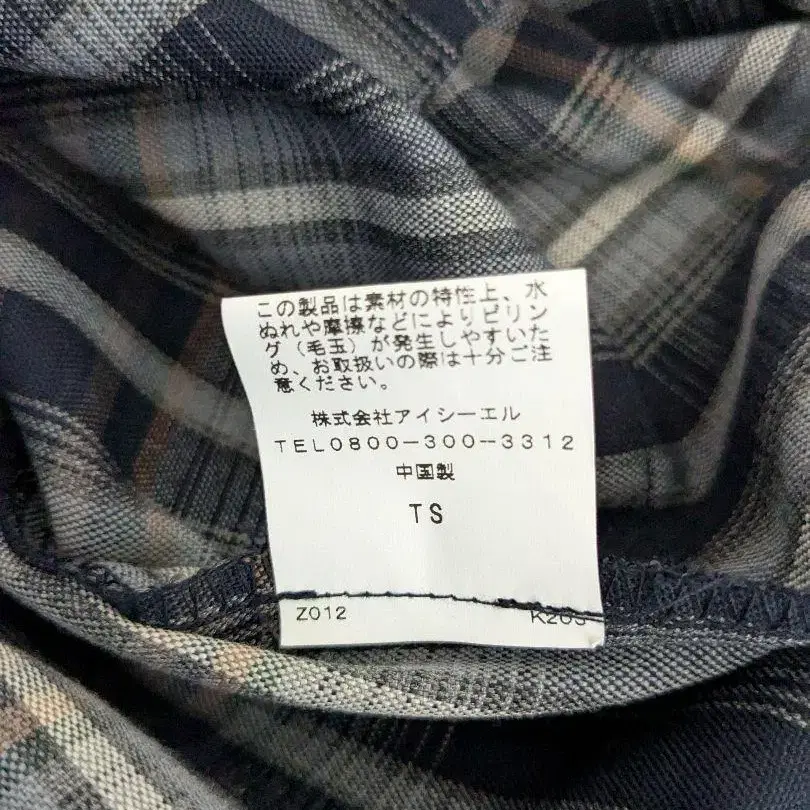 この製品は素材の特性上、水
ぬれや摩擦などによりピリン
グ（毛玉）が発生しやすいた
め、お取扱いの際は十分ご注
意ください。
株式会社アイシーエル
TEL0800-300-3312
中国製
TS
Z012
K203